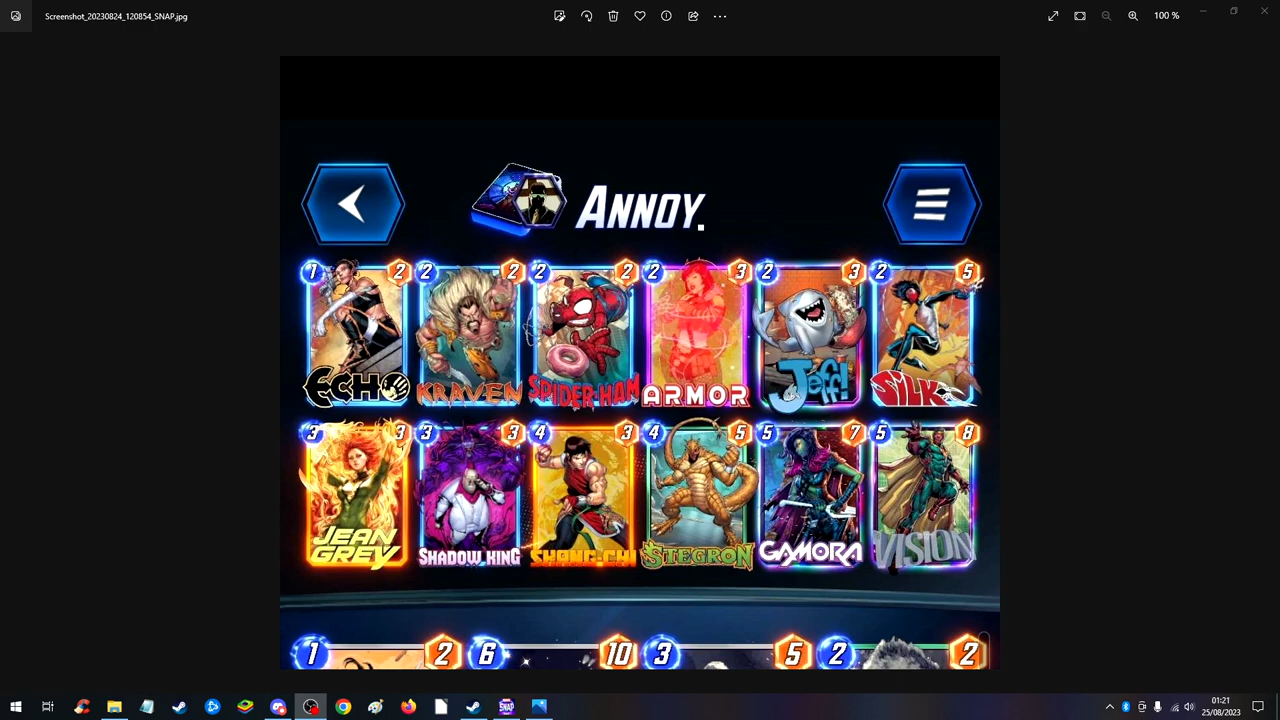 Screenshot_20230824_120854_SNAP.jpg
100 %
ANNOY.
1 2 2 2 2 2 2 3 2 3 2 5
ECHO KRAVEN SPIDER-HAM ARMOR Jeff! SILK
3 3 3 3 4 3 4 5 5 7 5 8
JEAN GREY SHADOW KING SHANG-CHI STEGRON GAMORA VISION
1 2 6 10 3 5 2 2
SNAP
01:21
25/08/2023